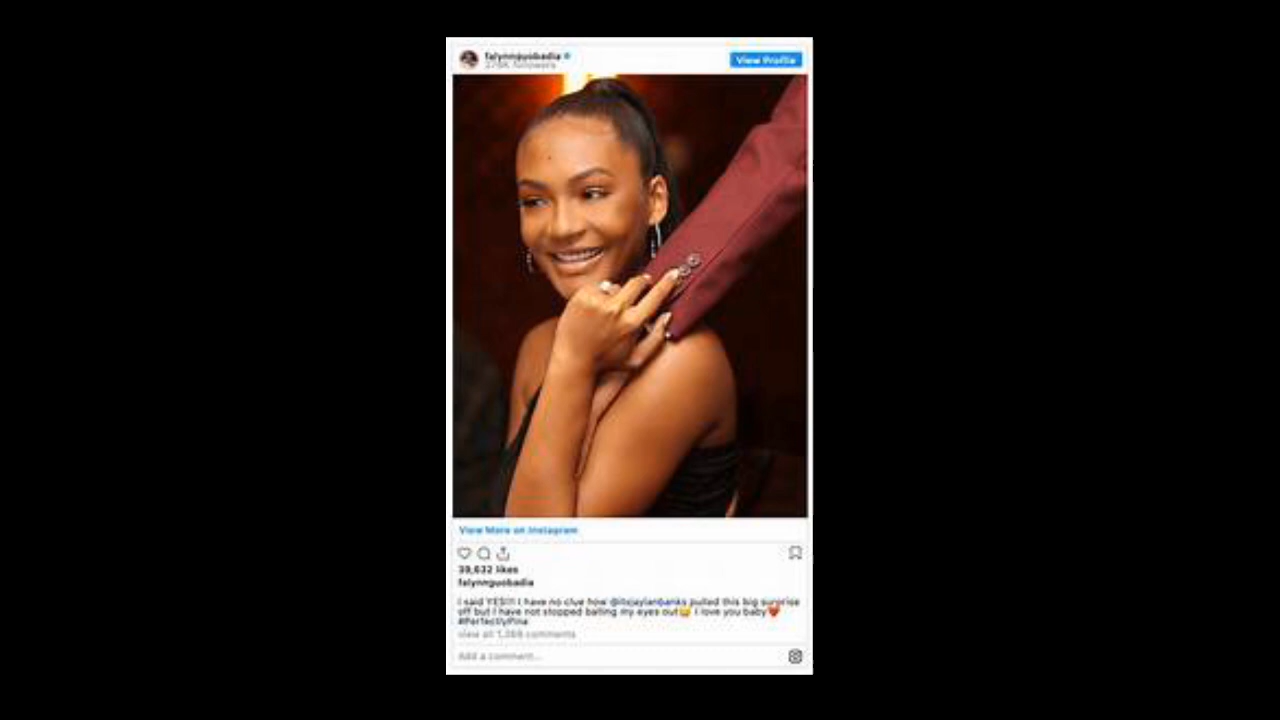 falynnguobadia
View Profile
View More on Instagram
39,632 likes
falynnguobadia
I said YES!!! I have no clue how @itsjaylanbanks pulled this big surprise
off but I have not stopped balling my eyes out😄 I love you baby❤️
#PerfectlyPina
view all comments
Add a comment...